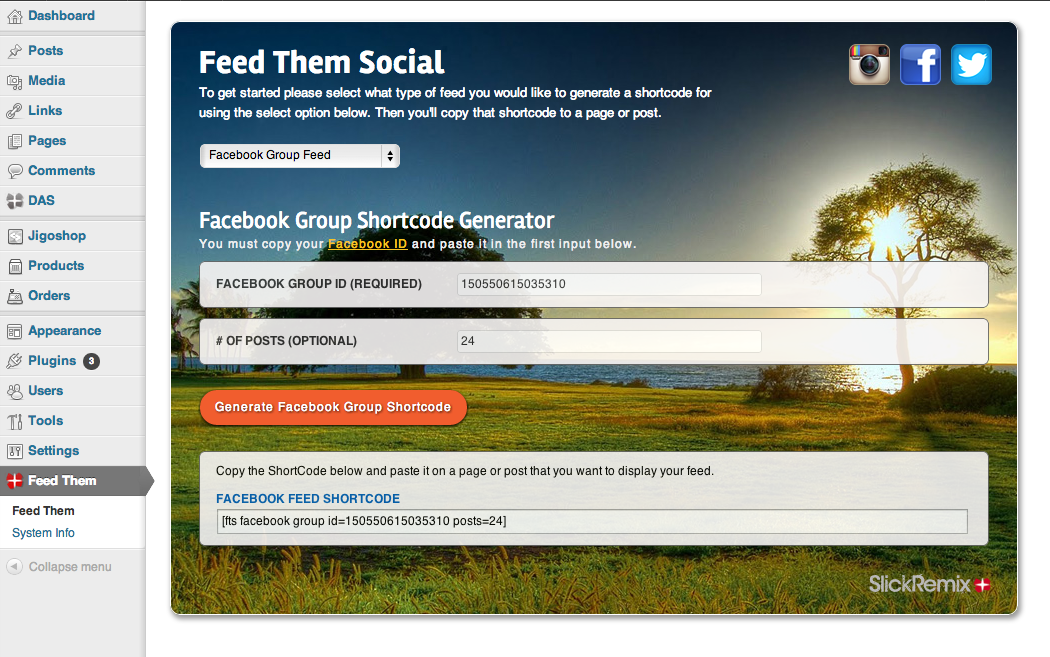 Dashboard
Posts
Media
Links
Pages
Comments
DAS
Jigoshop
Products
Orders
Appearance
Plugins 3
Users
Tools
Settings
Feed Them
Feed Them
System Info
Collapse menu
Feed Them Social
To get started please select what type of feed you would like to generate a shortcode for
using the select option below. Then you'll copy that shortcode to a page or post.
Facebook Group Feed
Facebook Group Shortcode Generator
You must copy your Facebook ID and paste it in the first input below.
FACEBOOK GROUP ID (REQUIRED) 150550615035310
# OF POSTS (OPTIONAL) 24
Generate Facebook Group Shortcode
Copy the ShortCode below and paste it on a page or post that you want to display your feed.
FACEBOOK FEED SHORTCODE
[fts facebook group id=150550615035310 posts=24]
SlickRemix